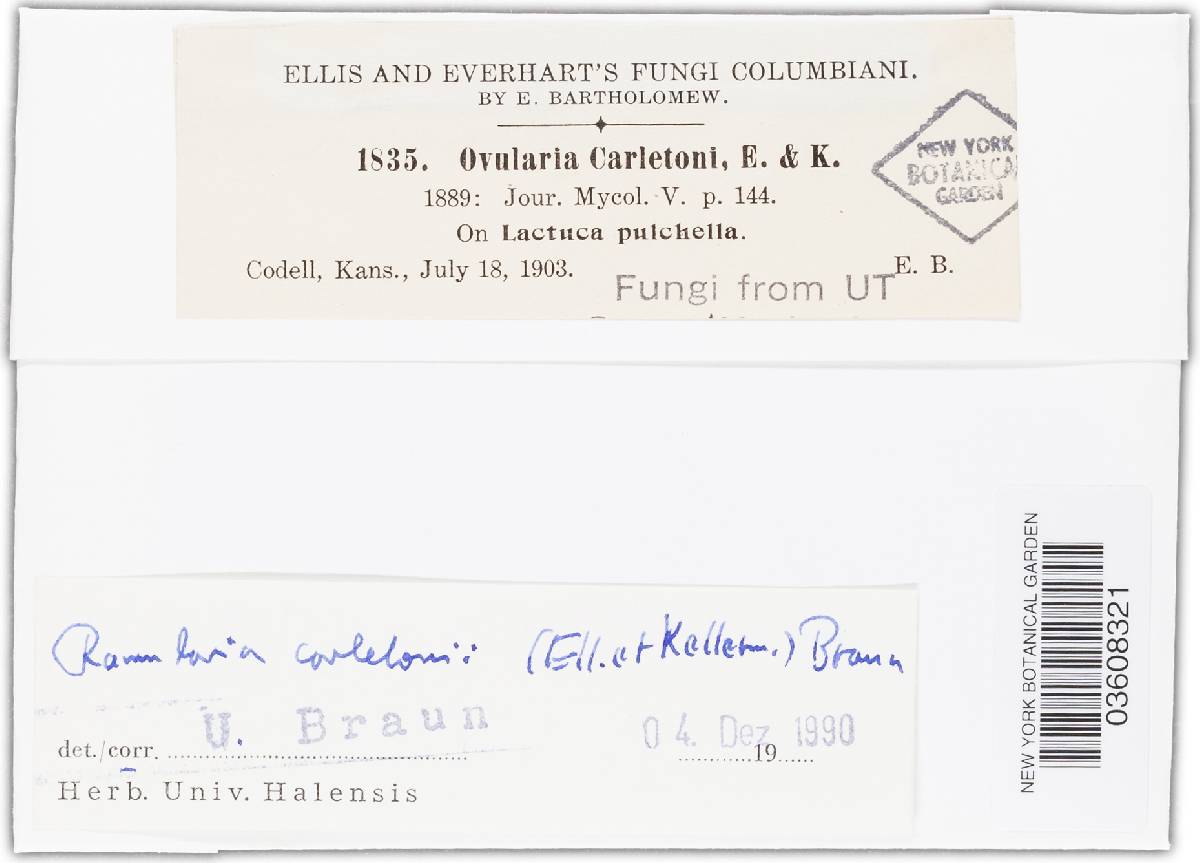 ELLIS AND EVERHART'S FUNGI COLUMBIANI.
BY E. BARTHOLOMEW.
1835. Ovularia Carletoni, E. & K.
1889: Jour. Mycol. V. p. 144.
On Lactuca pulchella.
Codell, Kans., July 18, 1903.
E. B.
Fungi from UT
NEW YORK
BOTANICA
GARDEN
Ramularia carletonii (Ell. et Kellerm.) Braun
U. Braun
04. Dez. 1990
det./corr. ..........19......
Herb. Univ. Halensis
NEW YORK BOTANICAL GARDEN
03608321